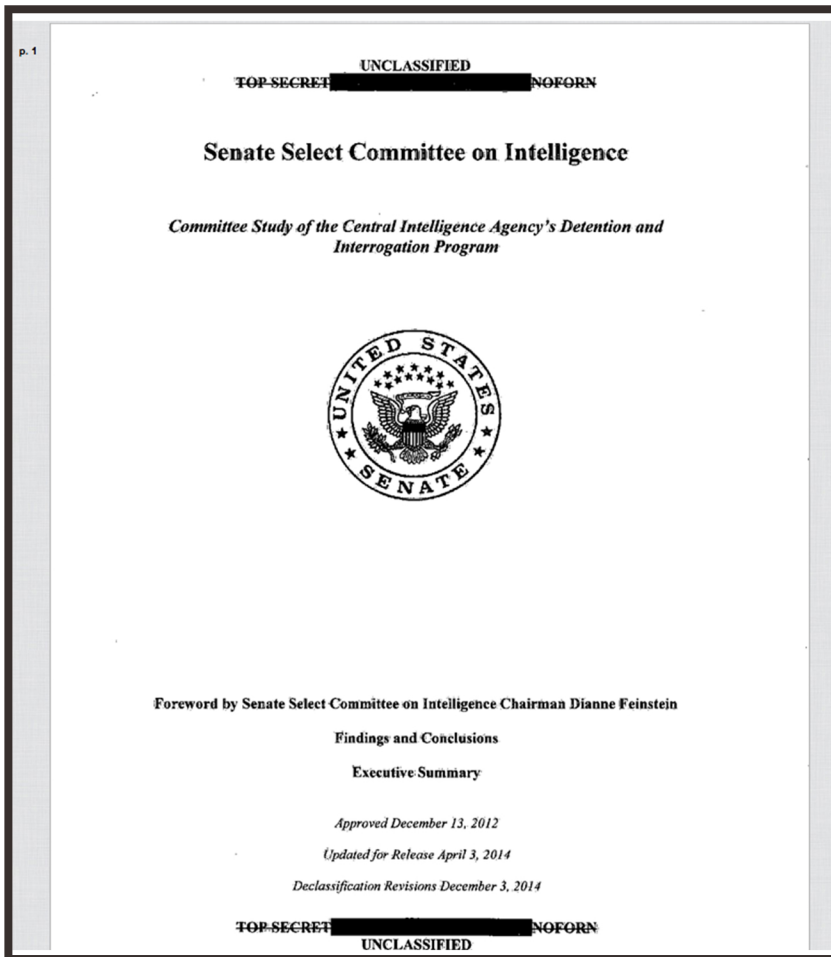 p. 1
UNCLASSIFIED
TOP SECRET NOFORN
Senate Select Committee on Intelligence
Committee Study of the Central Intelligence Agency's Detention and
Interrogation Program
UNITED STATES
SENATE
Foreword by Senate Select Committee on Intelligence Chairman Dianne Feinstein
Findings and Conclusions
Executive Summary
Approved December 13, 2012
Updated for Release April 3, 2014
Declassification Revisions December 3, 2014
TOP SECRET NOFORN
UNCLASSIFIED